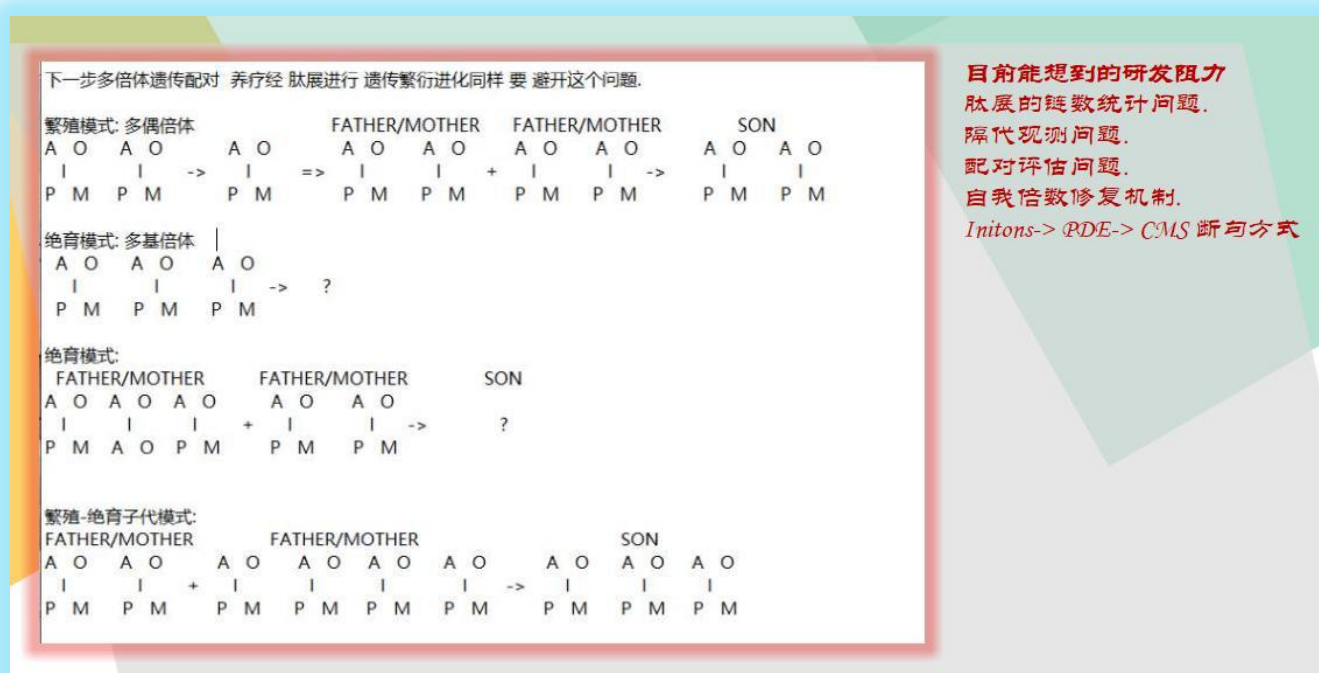 下一步多倍体遗传配对 养疗经 肽展进行 遗传繁衍进化同样 要 避开这个问题.
繁殖模式: 多偶倍体 FATHER/MOTHER FATHER/MOTHER SON
A O A O A O A O A O A O A O A O A O
| | -> | => | | + | | -> | |
P M P M P M P M P M P M P M P M P M
绝育模式: 多基倍体
A O A O A O
| | | -> ?
P M P M P M
绝育模式:
FATHER/MOTHER FATHER/MOTHER SON
A O A O A O A O A O
| | | + | | -> ?
P M A O P M P M P M
繁殖-绝育子代模式:
FATHER/MOTHER FATHER/MOTHER SON
A O A O A O A O A O A O A O A O A O
| | + | | | | -> | | |
P M P M P M P M P M P M P M P M P M
目前能想到的研发阻力
肽展的链数统计问题.
隔代观测问题.
配对评估问题.
自我倍数修复机制.
Initons-> PDE-> CMS 断句方式